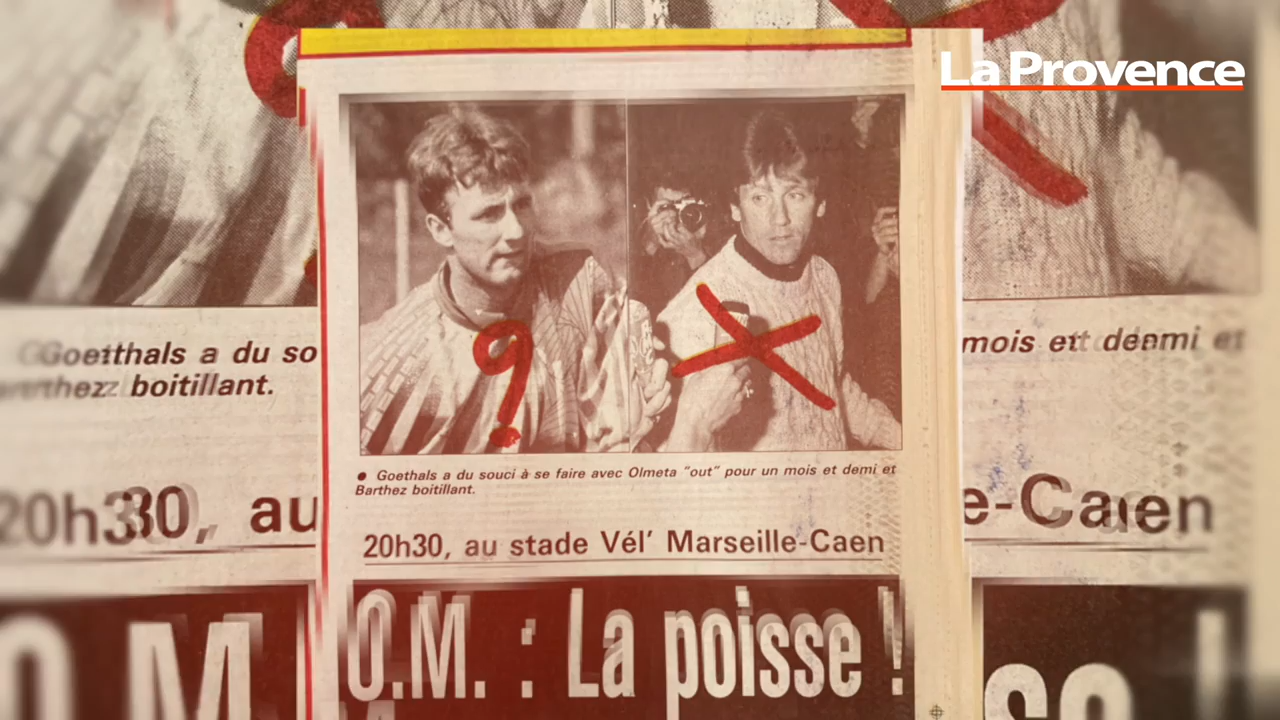 La Provence
Goethals a du so
Barthez boitillant.
mois et demi et
20h30, au
e-Caen
O.M
se!
?
● Goethals a du souci à se faire avec Olmeta "out" pour un mois et demi et
Barthez boitillant.
20h30, au stade Vél' Marseille-Caen
O.M. : La poisse !